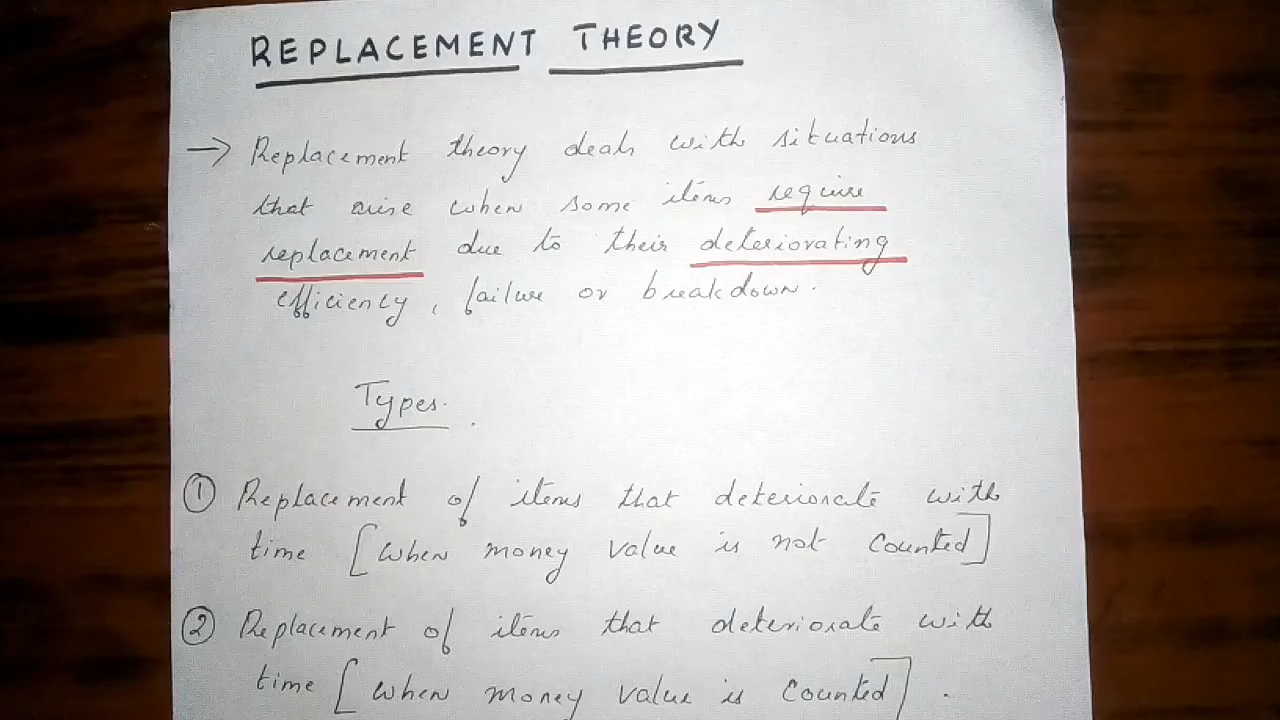 REPLACEMENT THEORY
→ Replacement theory deals with situations
that arise when some items require
replacement due to their deteriorating
efficiency, failure or breakdown.
Types.
① Replacement of items that deteriorate with
time [when money value is not counted]
② Replacement of items that deteriorate with
time [when money value is counted].